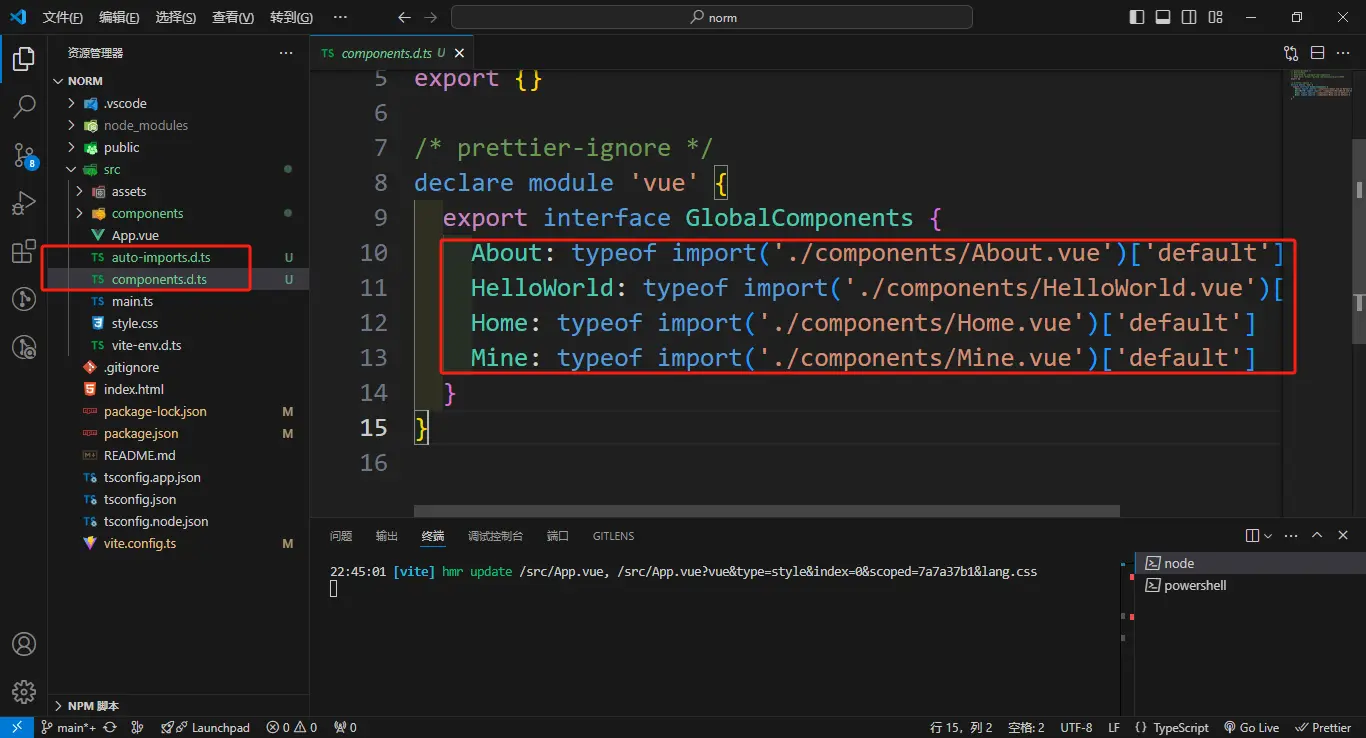 文件(F) 编辑(E) 选择(S) 查看(V) 转到(G) ··· norm
资源管理器 ···
TS components.d.ts U
NORM
.vscode
node_modules
public
src
assets
components
App.vue
TS auto-imports.d.ts U
TS components.d.ts U
TS main.ts
style.css
TS vite-env.d.ts
.gitignore
index.html
package-lock.json M
package.json M
README.md
tsconfig.app.json
tsconfig.json
tsconfig.node.json
vite.config.ts M
NPM 脚本
8
5 export {}
6
7 /* prettier-ignore */
8 declare module 'vue' {
9 export interface GlobalComponents {
10 About: typeof import('./components/About.vue')['default']
11 HelloWorld: typeof import('./components/HelloWorld.vue')[
12 Home: typeof import('./components/Home.vue')['default']
13 Mine: typeof import('./components/Mine.vue')['default']
14 }
15 }
16
问题 输出 终端 调试控制台 端口 GITLENS
22:45:01 [vite] hmr update /src/App.vue, /src/App.vue?vue&type=style&index=0&scoped=7a7a37b1&lang.css
node
powershell
main*+ Launchpad 0 0 0 行 15，列 2 空格: 2 UTF-8 LF {} TypeScript Go Live Prettier